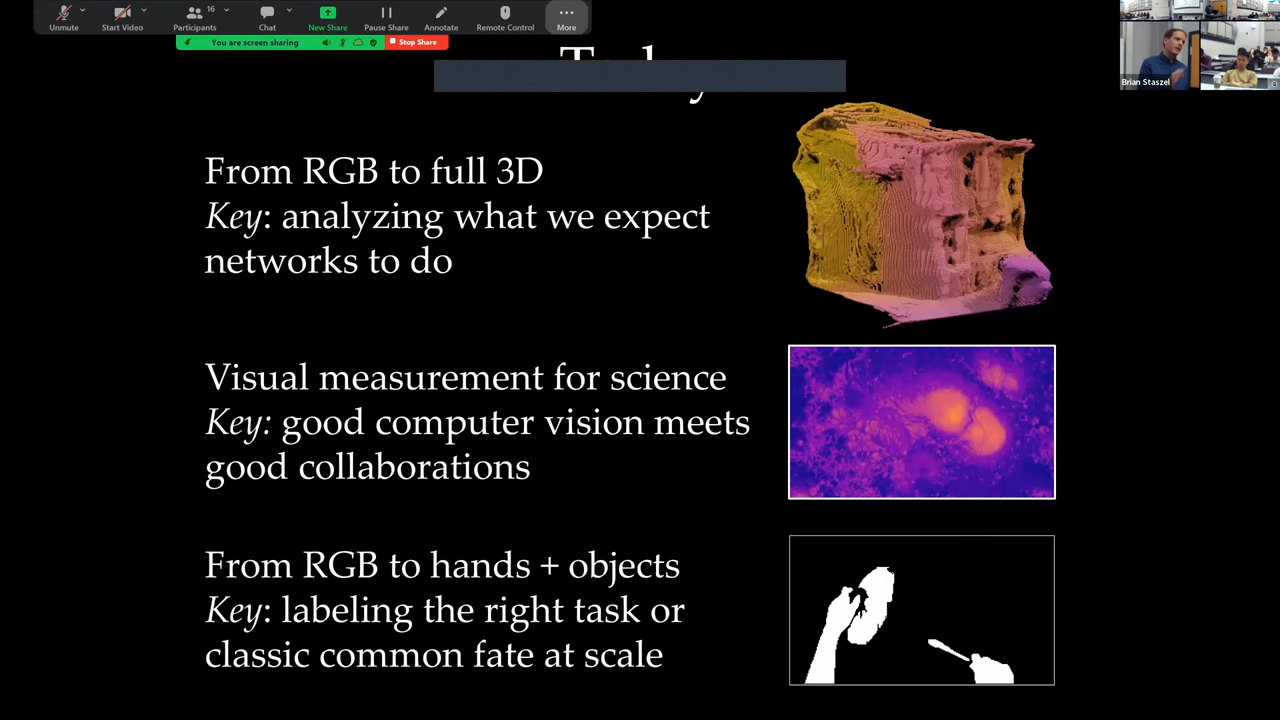 16
Unmute
Start Video
Participants
Chat
New Share
Pause Share
Annotate
Remote Control
More
You are screen sharing
Stop Share
Brian Staszel
From RGB to full 3D
Key: analyzing what we expect
networks to do
Visual measurement for science
Key: good computer vision meets
good collaborations
From RGB to hands + objects
Key: labeling the right task or
classic common fate at scale